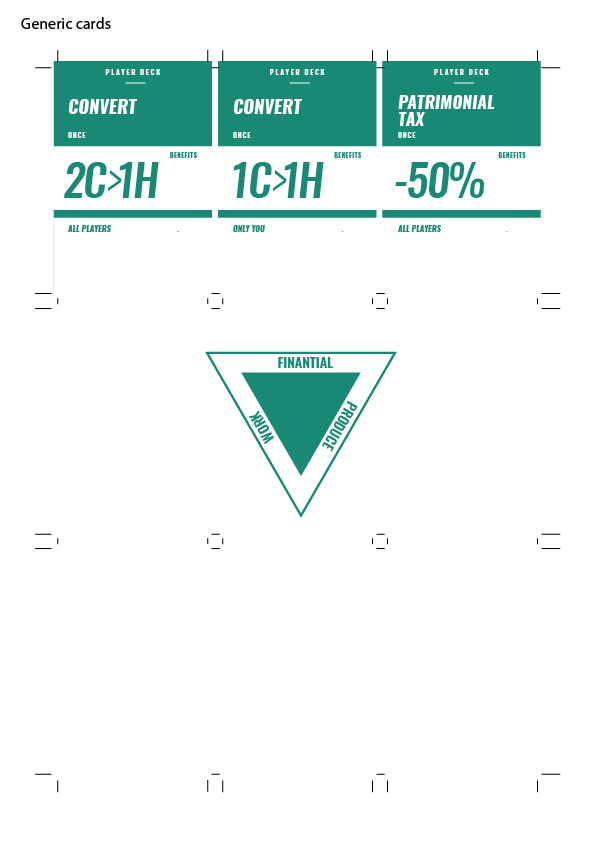 Generic cards
PLAYER DECK
CONVERT
ONCE
BENEFITS
2C>1H
ALL PLAYERS
.
PLAYER DECK
CONVERT
ONCE
BENEFITS
1C>1H
ONLY YOU
.
PLAYER DECK
PATRIMONIAL
TAX
ONCE
BENEFITS
-50%
ALL PLAYERS
.
FINANTIAL
WORK
PRODUCE